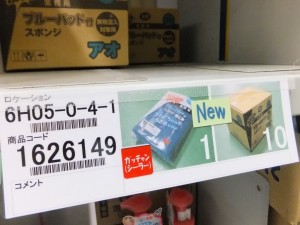 ブルーパッド付
スポンジ
アオ
ロケーション
6H05-0-4-1
商品コード
1626149
コメント
ガッチャン
(シーラー)
New
1
10